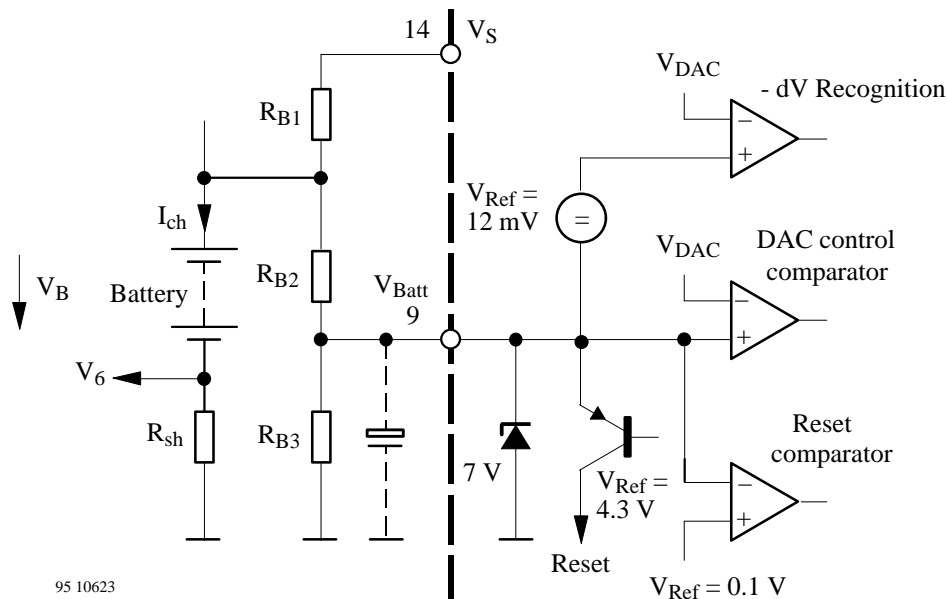 14
V_S
V_DAC
- dV Recognition
R_B1
V_Ref =
12 mV
=
I_ch
V_DAC
DAC control
comparator
V_B
Battery
R_B2
V_Batt
9
V_6
R_sh
R_B3
7 V
V_Ref =
4.3 V
Reset
comparator
Reset
V_Ref = 0.1 V
95 10623